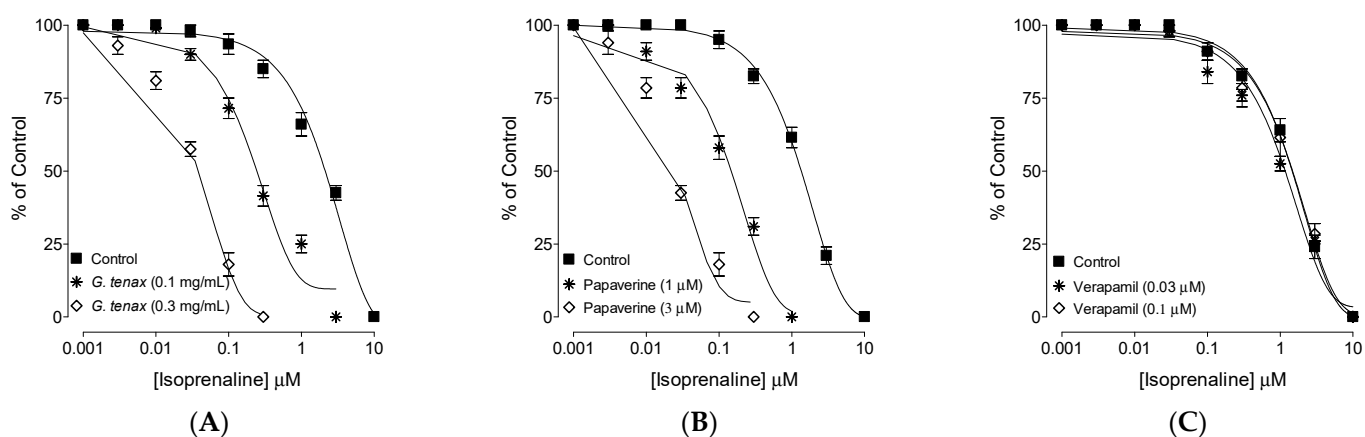 % of Control
100
75
50
25
0
Control
G. tenax (0.1 mg/mL)
G. tenax (0.3 mg/mL)
0.001 0.01 0.1 1 10
[Isoprenaline] μM
(A)
% of Control
100
75
50
25
0
Control
Papaverine (1 μM)
Papaverine (3 μM)
0.001 0.01 0.1 1 10
[Isoprenaline] μM
(B)
% of Control
100
75
50
25
0
Control
Verapamil (0.03 μM)
Verapamil (0.1 μM)
0.001 0.01 0.1 1 10
[Isoprenaline] μM
(C)